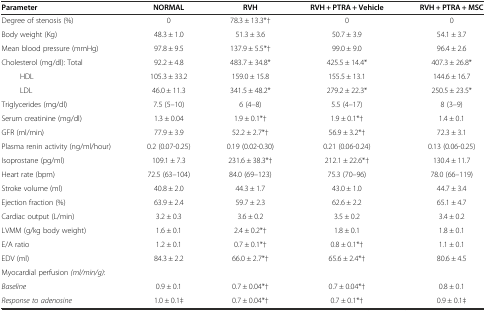 Parameter NORMAL RVH RVH + PTRA + Vehicle RVH + PTRA + MSC
Degree of stenosis (%) 0 78.3 ± 13.3*† 0 0
Body weight (Kg) 48.3 ± 1.0 51.3 ± 3.6 50.7 ± 3.9 54.1 ± 3.7
Mean blood pressure (mmHg) 97.8 ± 9.5 137.9 ± 5.5*† 99.0 ± 9.0 96.4 ± 2.6
Cholesterol (mg/dl): Total 92.2 ± 4.8 483.7 ± 34.8* 425.5 ± 14.4* 407.3 ± 26.8*
HDL 105.3 ± 33.2 159.0 ± 15.8 155.5 ± 13.1 144.6 ± 16.7
LDL 46.0 ± 11.3 341.5 ± 48.2* 279.2 ± 22.3* 250.5 ± 23.5*
Triglycerides (mg/dl) 7.5 (5–10) 6 (4–8) 5.5 (4–17) 8 (3–9)
Serum creatinine (mg/dl) 1.3 ± 0.04 1.9 ± 0.1*† 1.9 ± 0.1*† 1.4 ± 0.1
GFR (ml/min) 77.9 ± 3.9 52.2 ± 2.7*† 56.9 ± 3.2*† 72.3 ± 3.1
Plasma renin activity (ng/ml/hour) 0.2 (0.07-0.25) 0.19 (0.02-0.30) 0.21 (0.06-0.24) 0.13 (0.06-0.25)
Isoprostane (pg/ml) 109.1 ± 7.3 231.6 ± 38.3*† 212.1 ± 22.6*† 130.4 ± 11.7
Heart rate (bpm) 72.5 (63–104) 84.0 (69–123) 75.3 (70–96) 78.0 (66–119)
Stroke volume (ml) 40.8 ± 2.0 44.3 ± 1.7 43.0 ± 1.0 44.7 ± 3.4
Ejection fraction (%) 63.9 ± 2.4 59.7 ± 2.3 62.6 ± 2.2 65.1 ± 4.7
Cardiac output (L/min) 3.2 ± 0.3 3.6 ± 0.2 3.5 ± 0.2 3.4 ± 0.2
LVMM (g/kg body weight) 1.6 ± 0.1 2.4 ± 0.2*† 1.8 ± 0.1 1.8 ± 0.1
E/A ratio 1.2 ± 0.1 0.7 ± 0.1*† 0.8 ± 0.1*† 1.1 ± 0.1
EDV (ml) 84.3 ± 2.2 66.0 ± 2.7*† 65.6 ± 2.4*† 80.6 ± 4.5
Myocardial perfusion (ml/min/g):
Baseline 0.9 ± 0.1 0.7 ± 0.04*† 0.7 ± 0.04*† 0.8 ± 0.1
Response to adenosine 1.0 ± 0.1‡ 0.7 ± 0.04*† 0.7 ± 0.1*† 0.9 ± 0.1‡